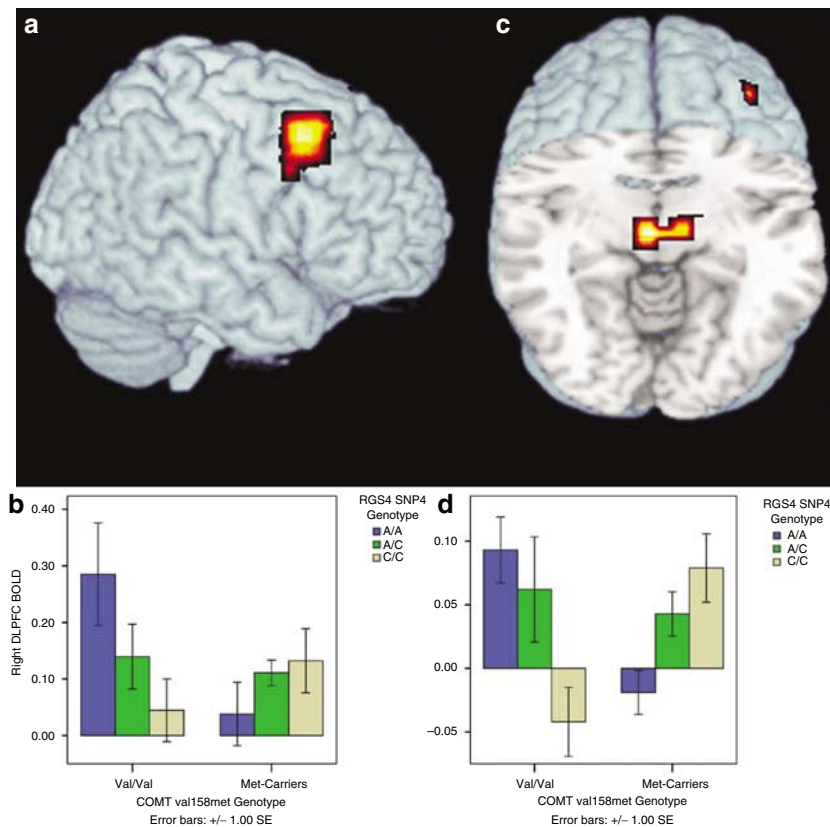 a
c
b
Right DLPFC BOLD
0.40
0.30
0.20
0.10
0.00
RGS4 SNP4
Genotype
A/A
A/C
C/C
Val/Val
Met-Carriers
COMT val158met Genotype
Error bars: +/− 1.00 SE
d
0.10
0.05
0.00
−0.05
RGS4 SNP4
Genotype
A/A
A/C
C/C
Val/Val
Met-Carriers
COMT val158met Genotype
Error bars: +/− 1.00 SE